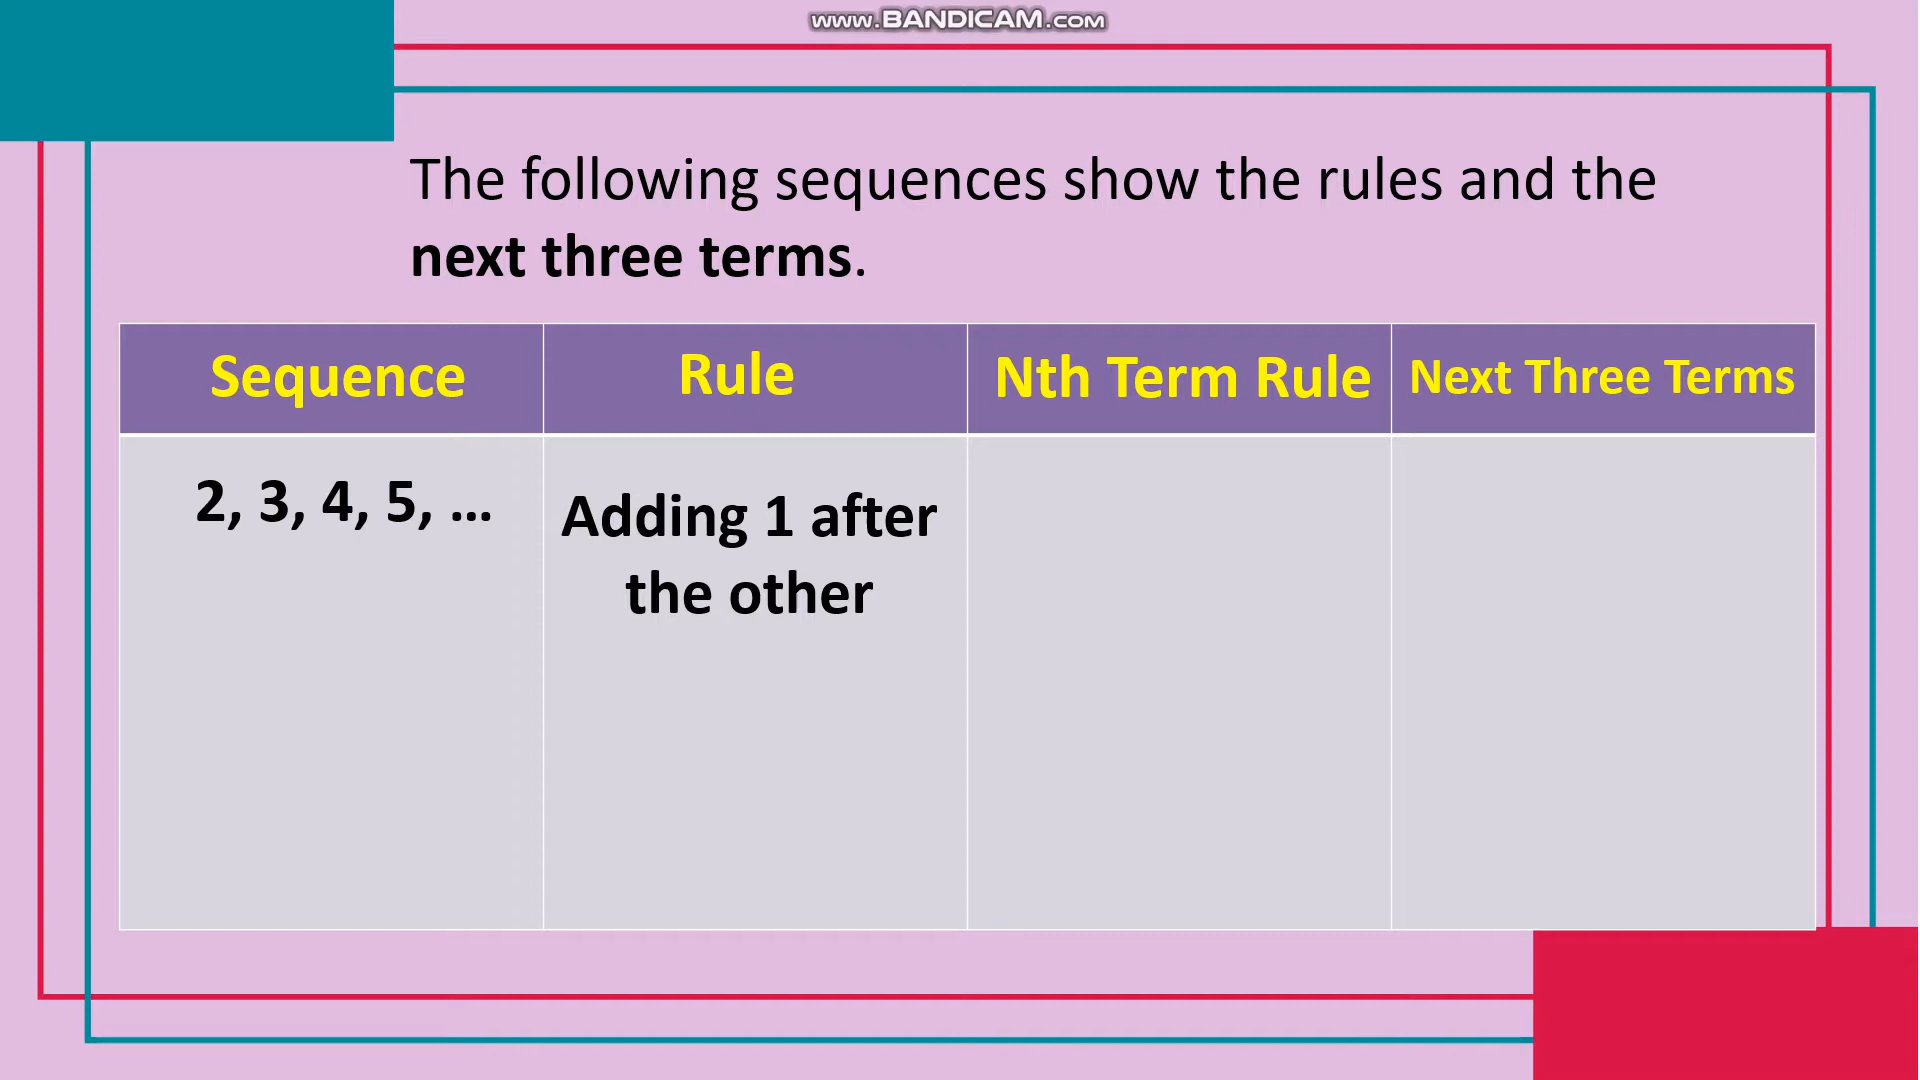 www.BANDICAM.com
The following sequences show the rules and the
next three terms.
Sequence
Rule
Nth Term Rule
Next Three Terms
2, 3, 4, 5, ...
Adding 1 after
the other